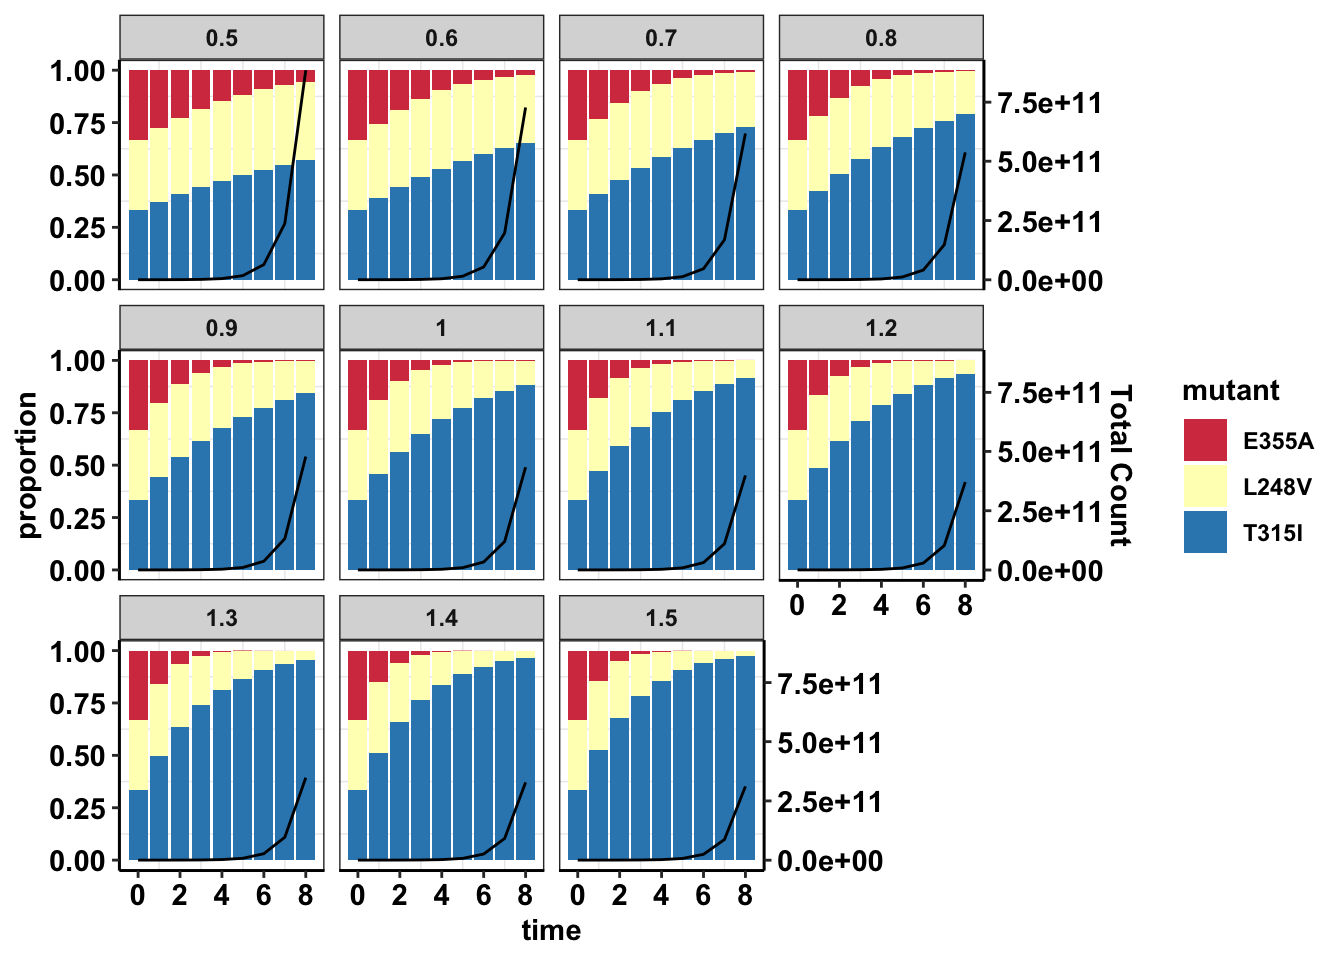 0.5 0.6 0.7 0.8
1.00
0.75
0.50
0.25
0.00
7.5e+11
5.0e+11
2.5e+11
0.0e+00
0.9 1 1.1 1.2
1.00
0.75
0.50
0.25
0.00
7.5e+11
5.0e+11
2.5e+11
0.0e+00
0 2 4 6 8
1.3 1.4 1.5
1.00
0.75
0.50
0.25
0.00
7.5e+11
5.0e+11
2.5e+11
0.0e+00
0 2 4 6 8 0 2 4 6 8 0 2 4 6 8
time
proportion
Total Count
mutant
E355A
L248V
T315I